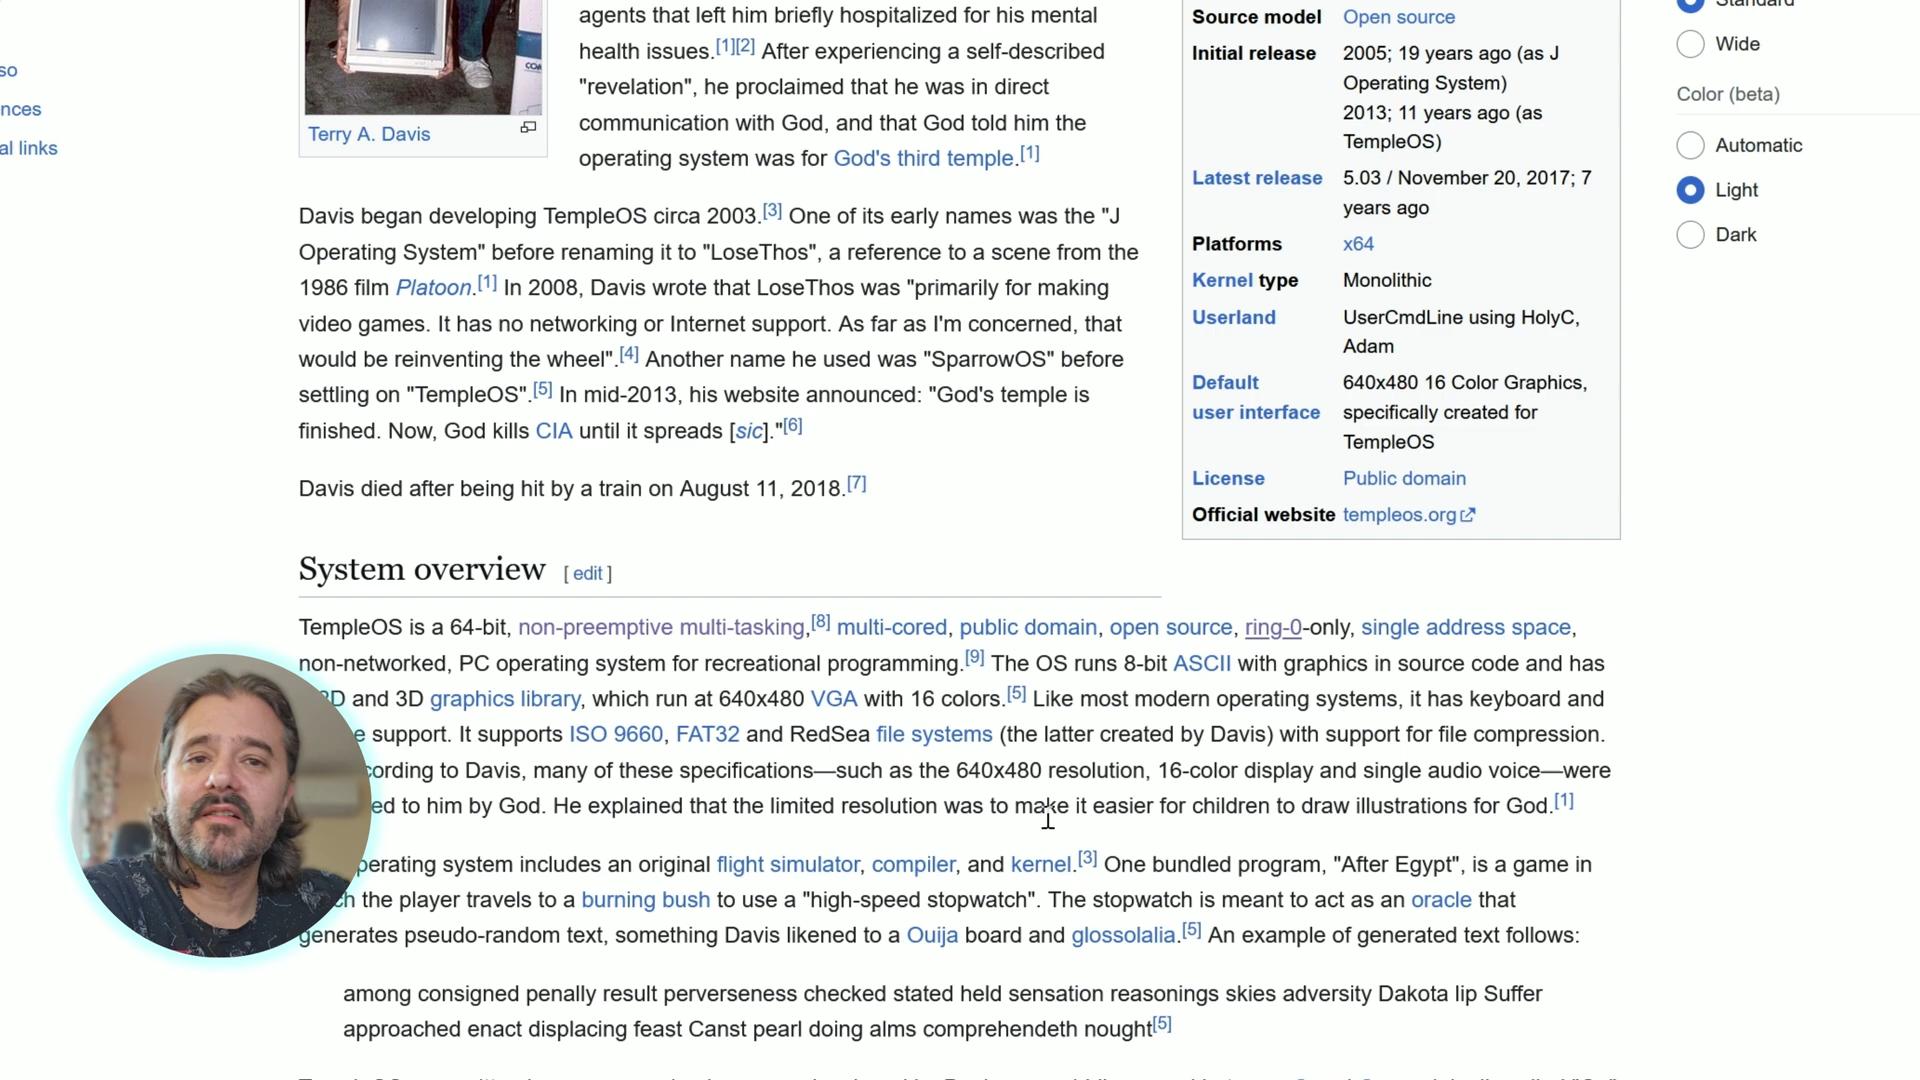 so
nces
al links
Terry A. Davis
agents that left him briefly hospitalized for his mental
health issues.[1][2] After experiencing a self-described
"revelation", he proclaimed that he was in direct
communication with God, and that God told him the
operating system was for God's third temple.[1]
Davis began developing TempleOS circa 2003.[3] One of its early names was the "J
Operating System" before renaming it to "LoseThos", a reference to a scene from the
1986 film Platoon.[1] In 2008, Davis wrote that LoseThos was "primarily for making
video games. It has no networking or Internet support. As far as I'm concerned, that
would be reinventing the wheel".[4] Another name he used was "SparrowOS" before
settling on "TempleOS".[5] In mid-2013, his website announced: "God's temple is
finished. Now, God kills CIA until it spreads [sic]."[6]
Davis died after being hit by a train on August 11, 2018.[7]
Source model Open source
Initial release 2005; 19 years ago (as J
Operating System)
2013; 11 years ago (as
TempleOS)
Latest release 5.03 / November 20, 2017; 7
years ago
Platforms x64
Kernel type Monolithic
Userland UserCmdLine using HolyC,
Adam
Default 640x480 16 Color Graphics,
user interface specifically created for
TempleOS
License Public domain
Official website templeos.org
Standard
Wide
Color (beta)
Automatic
Light
Dark
System overview [ edit ]
TempleOS is a 64-bit, non-preemptive multi-tasking,[8] multi-cored, public domain, open source, ring-0-only, single address space,
non-networked, PC operating system for recreational programming.[9] The OS runs 8-bit ASCII with graphics in source code and has
D and 3D graphics library, which run at 640x480 VGA with 16 colors.[5] Like most modern operating systems, it has keyboard and
e support. It supports ISO 9660, FAT32 and RedSea file systems (the latter created by Davis) with support for file compression.
cording to Davis, many of these specifications—such as the 640x480 resolution, 16-color display and single audio voice—were
ed to him by God. He explained that the limited resolution was to make it easier for children to draw illustrations for God.[1]
perating system includes an original flight simulator, compiler, and kernel.[3] One bundled program, "After Egypt", is a game in
h the player travels to a burning bush to use a "high-speed stopwatch". The stopwatch is meant to act as an oracle that
generates pseudo-random text, something Davis likened to a Ouija board and glossolalia.[5] An example of generated text follows:
among consigned penally result perverseness checked stated held sensation reasonings skies adversity Dakota lip Suffer
approached enact displacing feast Canst pearl doing alms comprehendeth nought[5]